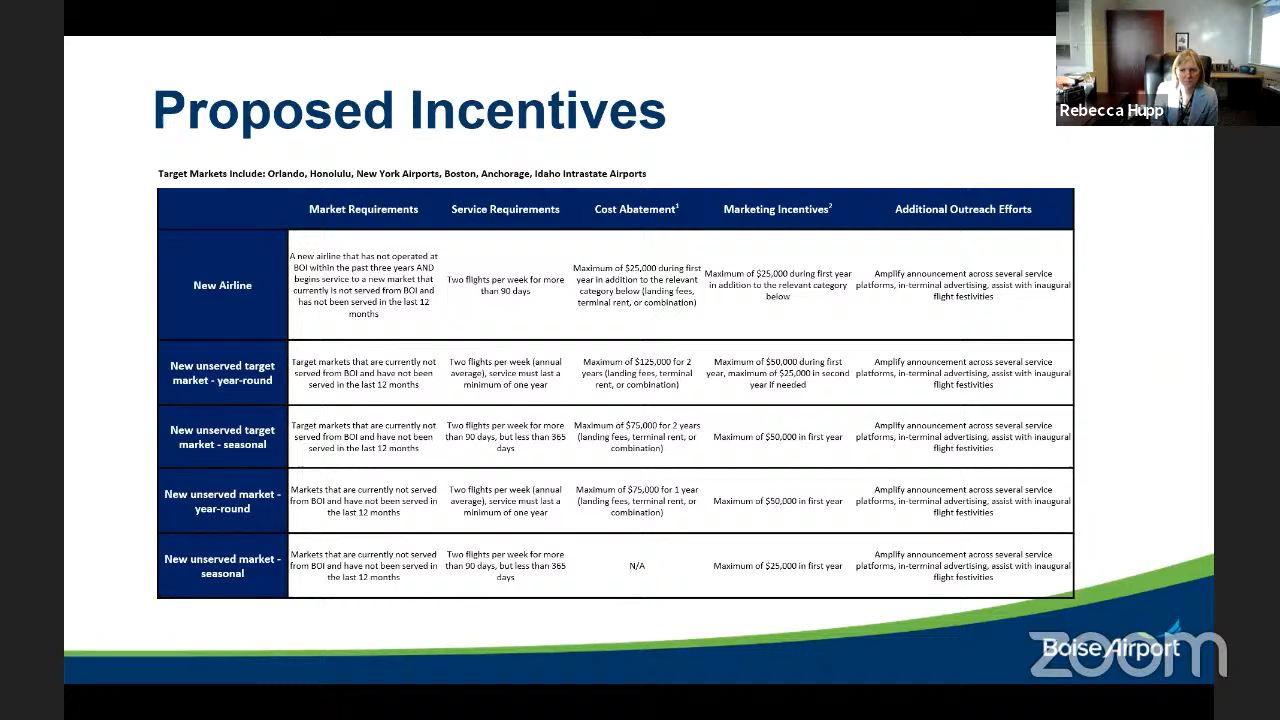 Proposed Incentives
Rebecca Hupp
Target Markets Include: Orlando, Honolulu, New York Airports, Boston, Anchorage, Idaho Intrastate Airports
Market Requirements
Service Requirements
Cost Abatement1
Marketing Incentives2
Additional Outreach Efforts
New Airline
A new airline that has not operated at
BOI within the past three years AND
begins service to a new market that
currently is not served from BOI and
has not been served in the last 12
months
Two flights per week for more
than 90 days
Maximum of $25,000 during first
year in addition to the relevant
category below (landing fees,
terminal rent, or combination)
Maximum of $25,000 during first year
in addition to the relevant category
below
Amplify announcement across several service
platforms, in-terminal advertising, assist with inaugural
flight festivities
New unserved target
market - year-round
Target markets that are currently not
served from BOI and have not been
served in the last 12 months
Two flights per week (annual
average), service must last a
minimum of one year
Maximum of $125,000 for 2
years (landing fees, terminal
rent, or combination)
Maximum of $50,000 during first
year, maximum of $25,000 in second
year if needed
Amplify announcement across several service
platforms, in-terminal advertising, assist with inaugural
flight festivities
New unserved target
market - seasonal
Target markets that are currently not
served from BOI and have not been
served in the last 12 months
Two flights per week for more
than 90 days, but less than 365
days
Maximum of $75,000 for 2 years
(landing fees, terminal rent, or
combination)
Maximum of $50,000 in first year
Amplify announcement across several service
platforms, in-terminal advertising, assist with inaugural
flight festivities
New unserved market -
year-round
Markets that are currently not served
from BOI and have not been served in
the last 12 months
Two flights per week (annual
average), service must last a
minimum of one year
Maximum of $75,000 for 1 year
(landing fees, terminal rent, or
combination)
Maximum of $50,000 in first year
Amplify announcement across several service
platforms, in-terminal advertising, assist with inaugural
flight festivities
New unserved market -
seasonal
Markets that are currently not served
from BOI and have not been served in
the last 12 months
Two flights per week for more
than 90 days, but less than 365
days
N/A
Maximum of $25,000 in first year
Amplify announcement across several service
platforms, in-terminal advertising, assist with inaugural
flight festivities
Boise Airport
zoom